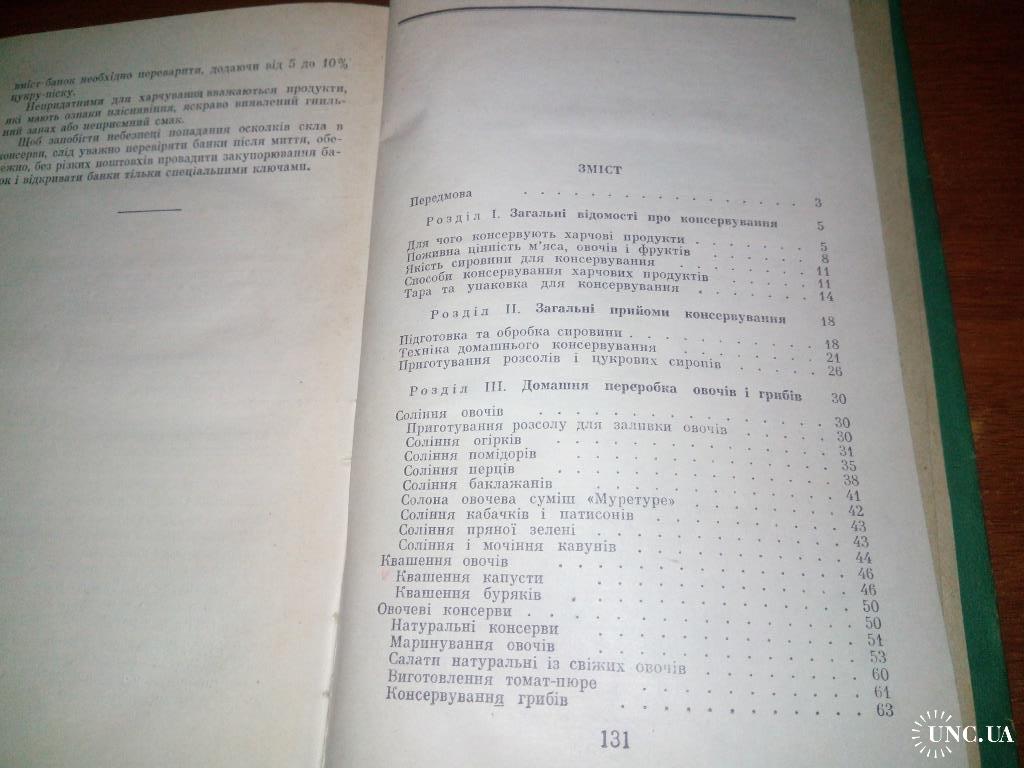 вміст банок необхідно переварити, додаючи від 5 до 10%
цукру-піску.
Непридатними для харчування вважаються продукти,
які мають ознаки пліснявіння, яскраво виявлений гниль-
ний запах або неприємний смак.
Щоб запобігти небезпеці попадання осколків скла в
консерви, слід уважно перевіряти банки після миття, обе-
режно, без різких поштовхів провадити закупорювання ба-
ок і відкривати банки тільки спеціальними ключами.
ЗМІСТ
Передмова . . . . . . . . . . . . . . 3
Розділ I. Загальні відомості про консервування 5
Для чого консервують харчові продукти . . . . . . . 5
Поживна цінність м'яса, овочів і фруктів . . . . . . 8
Якість сировини для консервування . . . . . . . 11
Способи консервування харчових продуктів . . . . . 11
Тара та упаковка для консервування . . . . . . 14
Розділ II. Загальні прийоми консервування 18
Підготовка та обробка сировини . . . . . . . . . 18
Техніка домашнього консервування . . . . . . . 21
Приготування розсолів і цукрових сиропів . . . . . 26
Розділ III. Домашня переробка овочів і грибів 30
Соління овочів . . . . . . . . . . . . . 30
Приготування розсолу для заливки овочів . . . . . 30
Соління огірків . . . . . . . . . . . . 31
Соління помідорів . . . . . . . . . . . 35
Соління перців . . . . . . . . . . . . 38
Соління баклажанів . . . . . . . . . . 41
Солона овочева суміш «Муретуре» . . . . . . . 42
Соління кабачків і патисонів . . . . . . . . 43
Соління пряної зелені . . . . . . . . . . 43
Соління і мочіння кавунів . . . . . . . . . 44
Квашення овочів . . . . . . . . . . . . 46
Квашення капусти . . . . . . . . . . . 46
Квашення буряків . . . . . . . . . . . 50
Овочеві консерви . . . . . . . . . . . . 50
Натуральні консерви . . . . . . . . . . 51
Маринування овочів . . . . . . . . . . 53
Салати натуральні із свіжих овочів . . . . . . . 60
Виготовлення томат-пюре . . . . . . . . . 61
Консервування грибів . . . . . . . . . . 63
131
UNC.UA